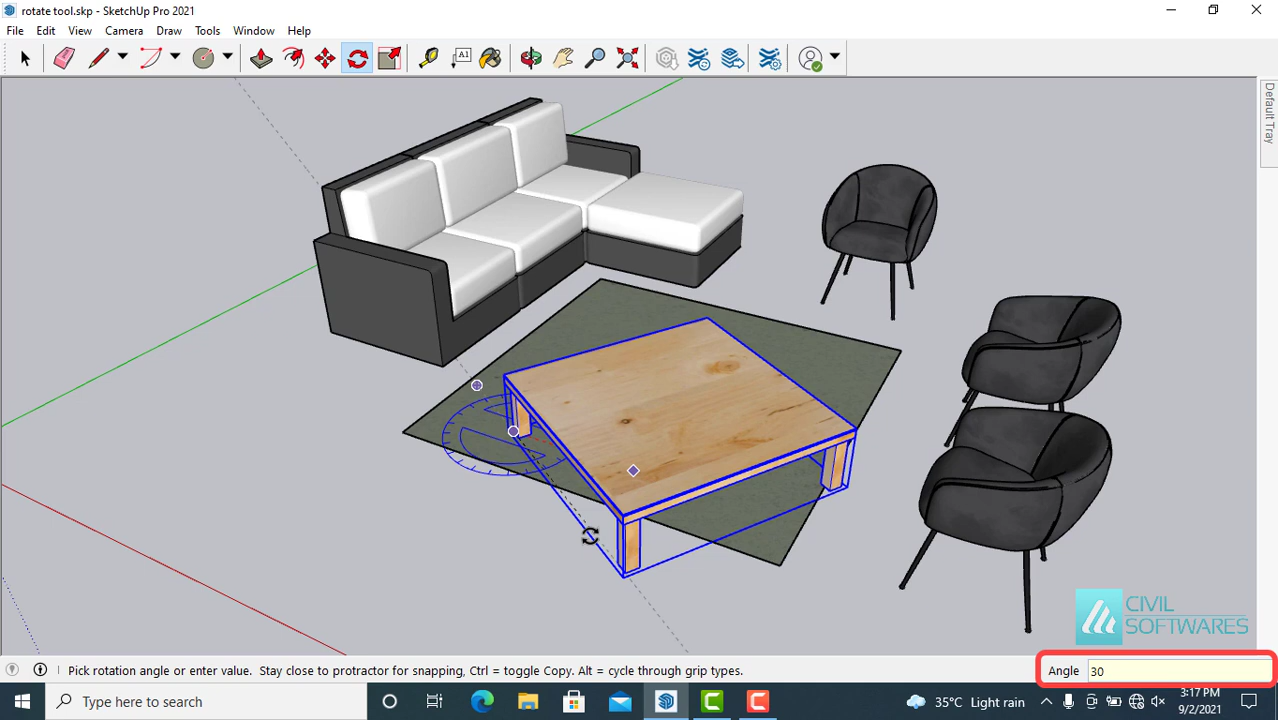 rotate tool.skp - SketchUp Pro 2021
File Edit View Camera Draw Tools Window Help
A1
Default Tray
CIVIL
SOFTWARES
Pick rotation angle or enter value. Stay close to protractor for snapping, Ctrl = toggle Copy. Alt = cycle through grip types.
Angle 30
Type here to search
35°C Light rain
3:17 PM
9/2/2021